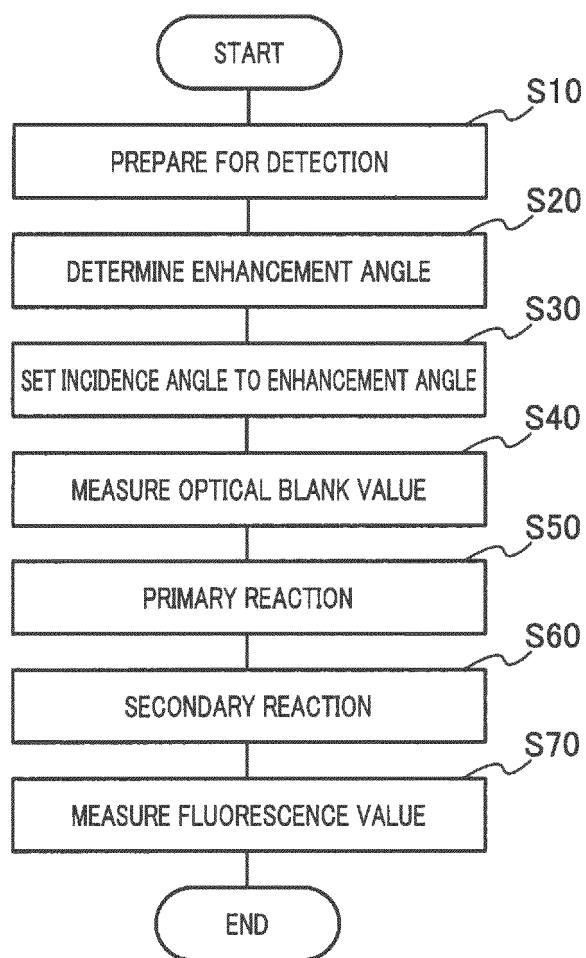 START
S10
PREPARE FOR DETECTION
S20
DETERMINE ENHANCEMENT ANGLE
S30
SET INCIDENCE ANGLE TO ENHANCEMENT ANGLE
S40
MEASURE OPTICAL BLANK VALUE
S50
PRIMARY REACTION
S60
SECONDARY REACTION
S70
MEASURE FLUORESCENCE VALUE
END